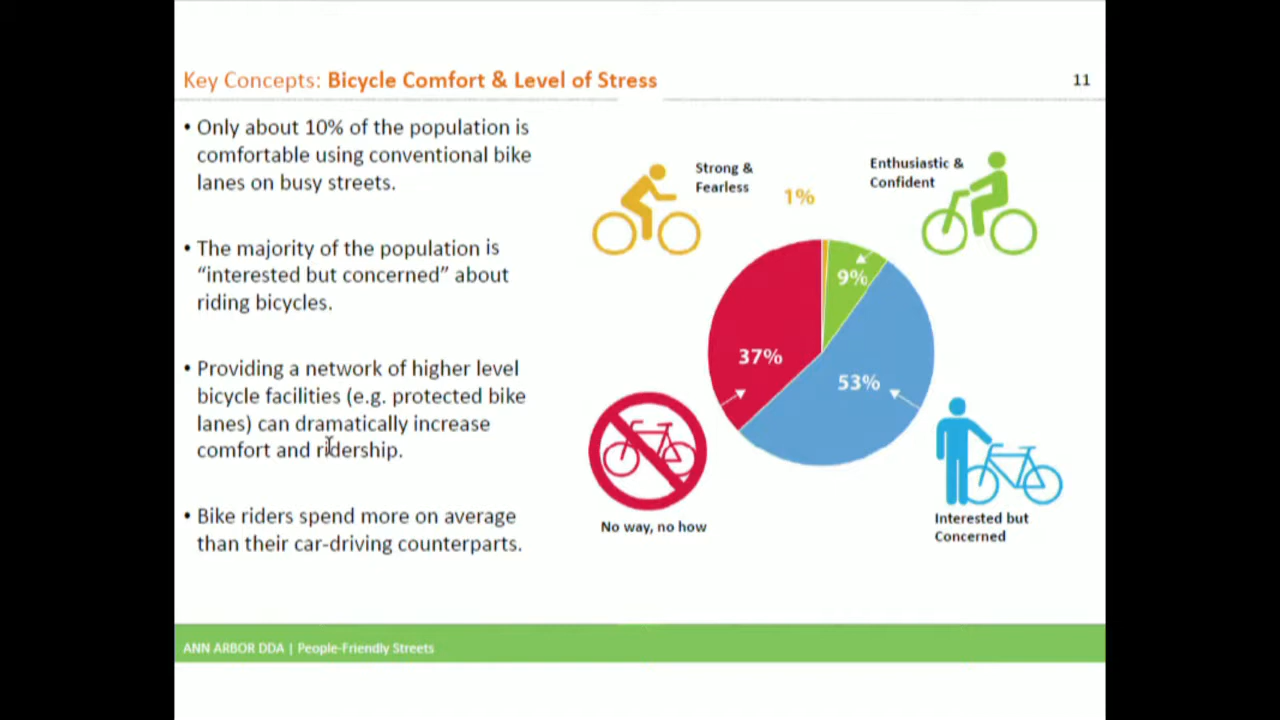 Key Concepts: Bicycle Comfort & Level of Stress
11
• Only about 10% of the population is
comfortable using conventional bike
lanes on busy streets.
• The majority of the population is
“interested but concerned” about
riding bicycles.
• Providing a network of higher level
bicycle facilities (e.g. protected bike
lanes) can dramatically increase
comfort and ridership.
• Bike riders spend more on average
than their car-driving counterparts.
Strong &
Fearless
1%
Enthusiastic &
Confident
9%
37%
53%
No way, no how
Interested but
Concerned
ANN ARBOR DDA | People-Friendly Streets